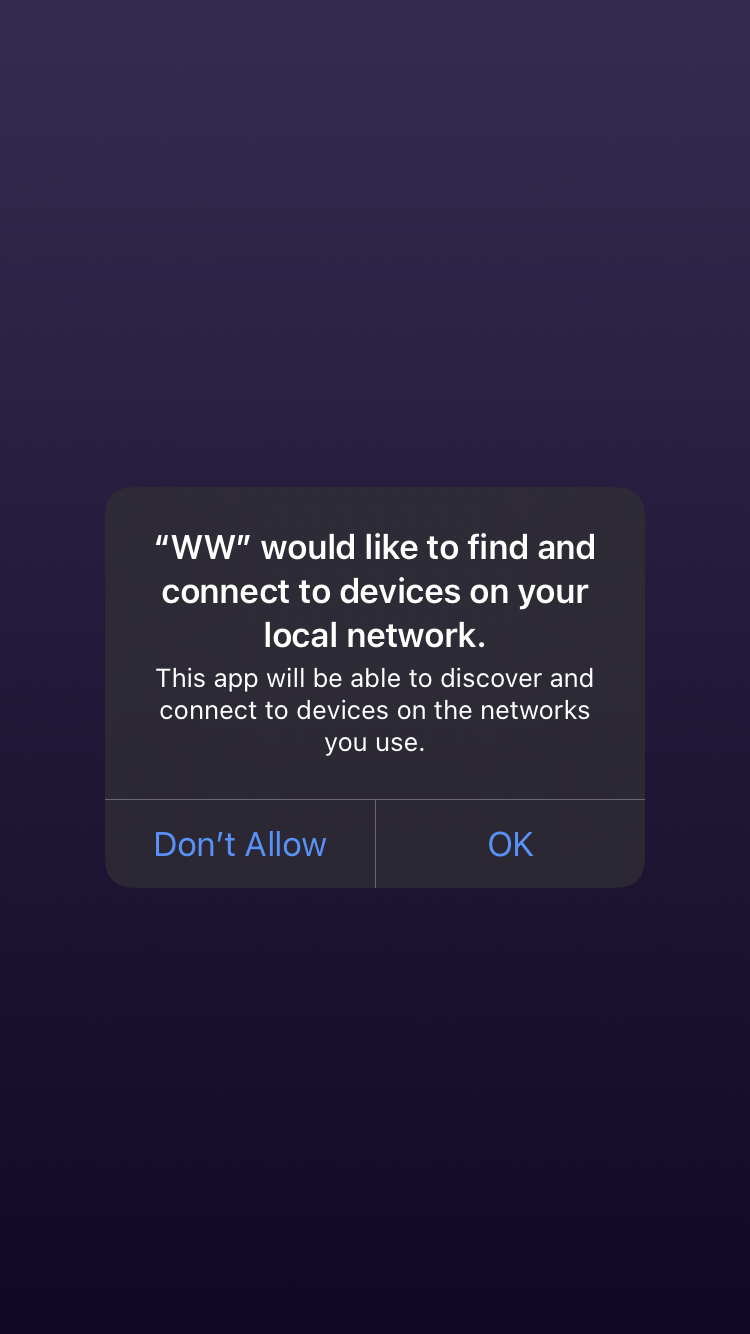 “WW” would like to find and
connect to devices on your
local network.
This app will be able to discover and
connect to devices on the networks
you use.
Don’t Allow
OK